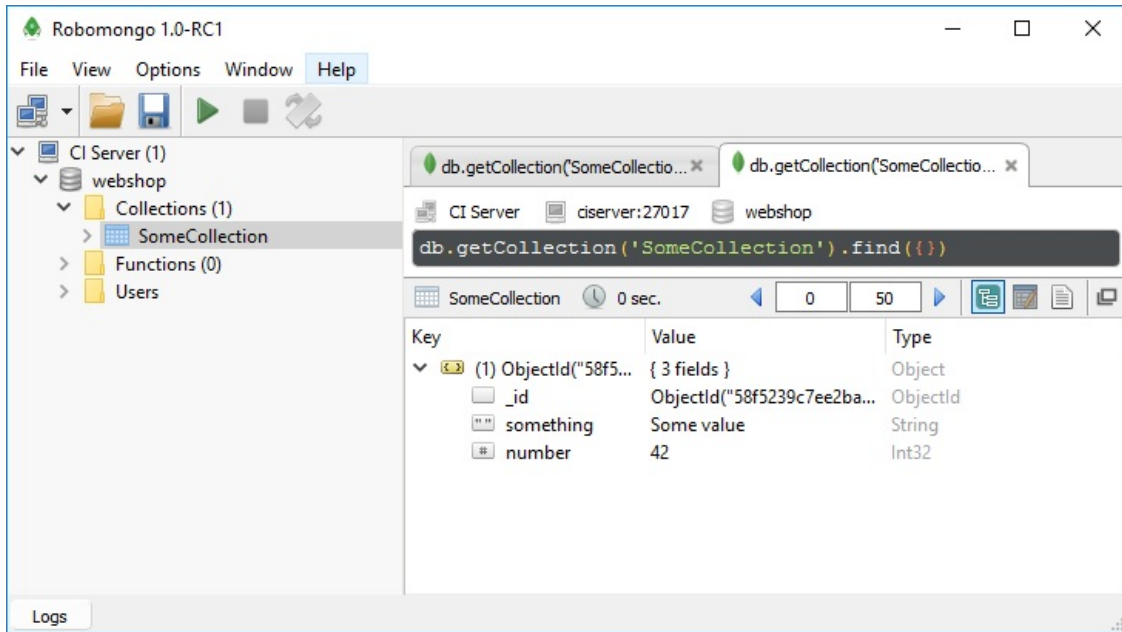 Robomongo 1.0-RC1
File View Options Window Help
CI Server (1)
webshop
Collections (1)
SomeCollection
Functions (0)
Users
db.getCollection('SomeCollectio...
db.getCollection('SomeCollectio...
CI Server ciserver:27017 webshop
db.getCollection('SomeCollection').find({})
SomeCollection 0 sec. 0 50
Key Value Type
(1) ObjectId("58f5... { 3 fields } Object
_id ObjectId("58f5239c7ee2ba... ObjectId
"" something Some value String
# number 42 Int32
Logs